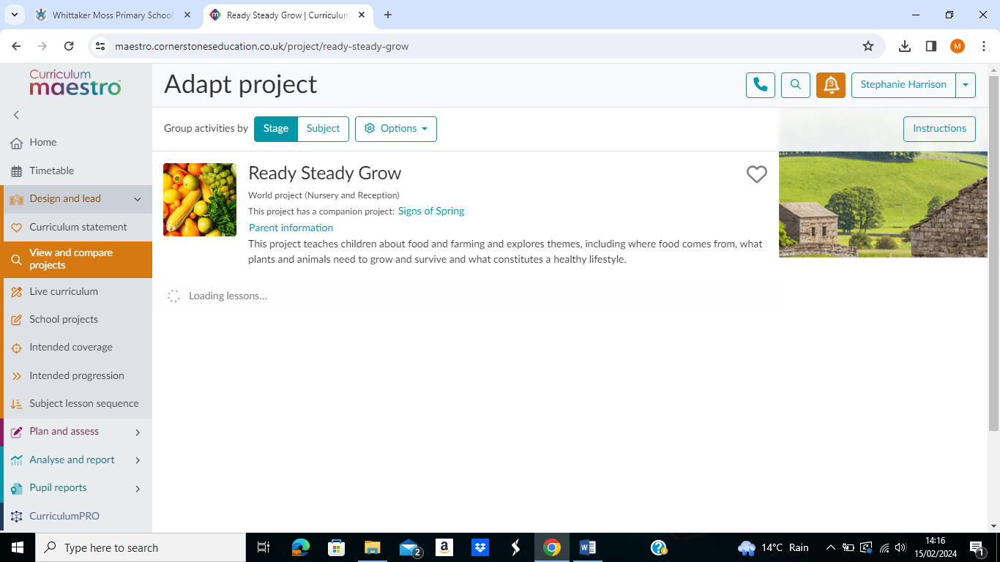 Whittaker Moss Primary School
Ready Steady Grow | Curriculum
maestro.cornerstoneseducation.co.uk/project/ready-steady-grow
M
Curriculum
maestro
Adapt project
3
Stephanie Harrison
Group activities by
Stage
Subject
Options
Instructions
Home
Timetable
Design and lead
Curriculum statement
View and compare
projects
Live curriculum
School projects
Intended coverage
Intended progression
Subject lesson sequence
Plan and assess
Analyse and report
Pupil reports
CurriculumPRO
Ready Steady Grow
World project (Nursery and Reception)
This project has a companion project: Signs of Spring
Parent information
This project teaches children about food and farming and explores themes, including where food comes from, what
plants and animals need to grow and survive and what constitutes a healthy lifestyle.
Loading lessons...
Type here to search
2
14°C Rain
14:16
15/02/2024
1